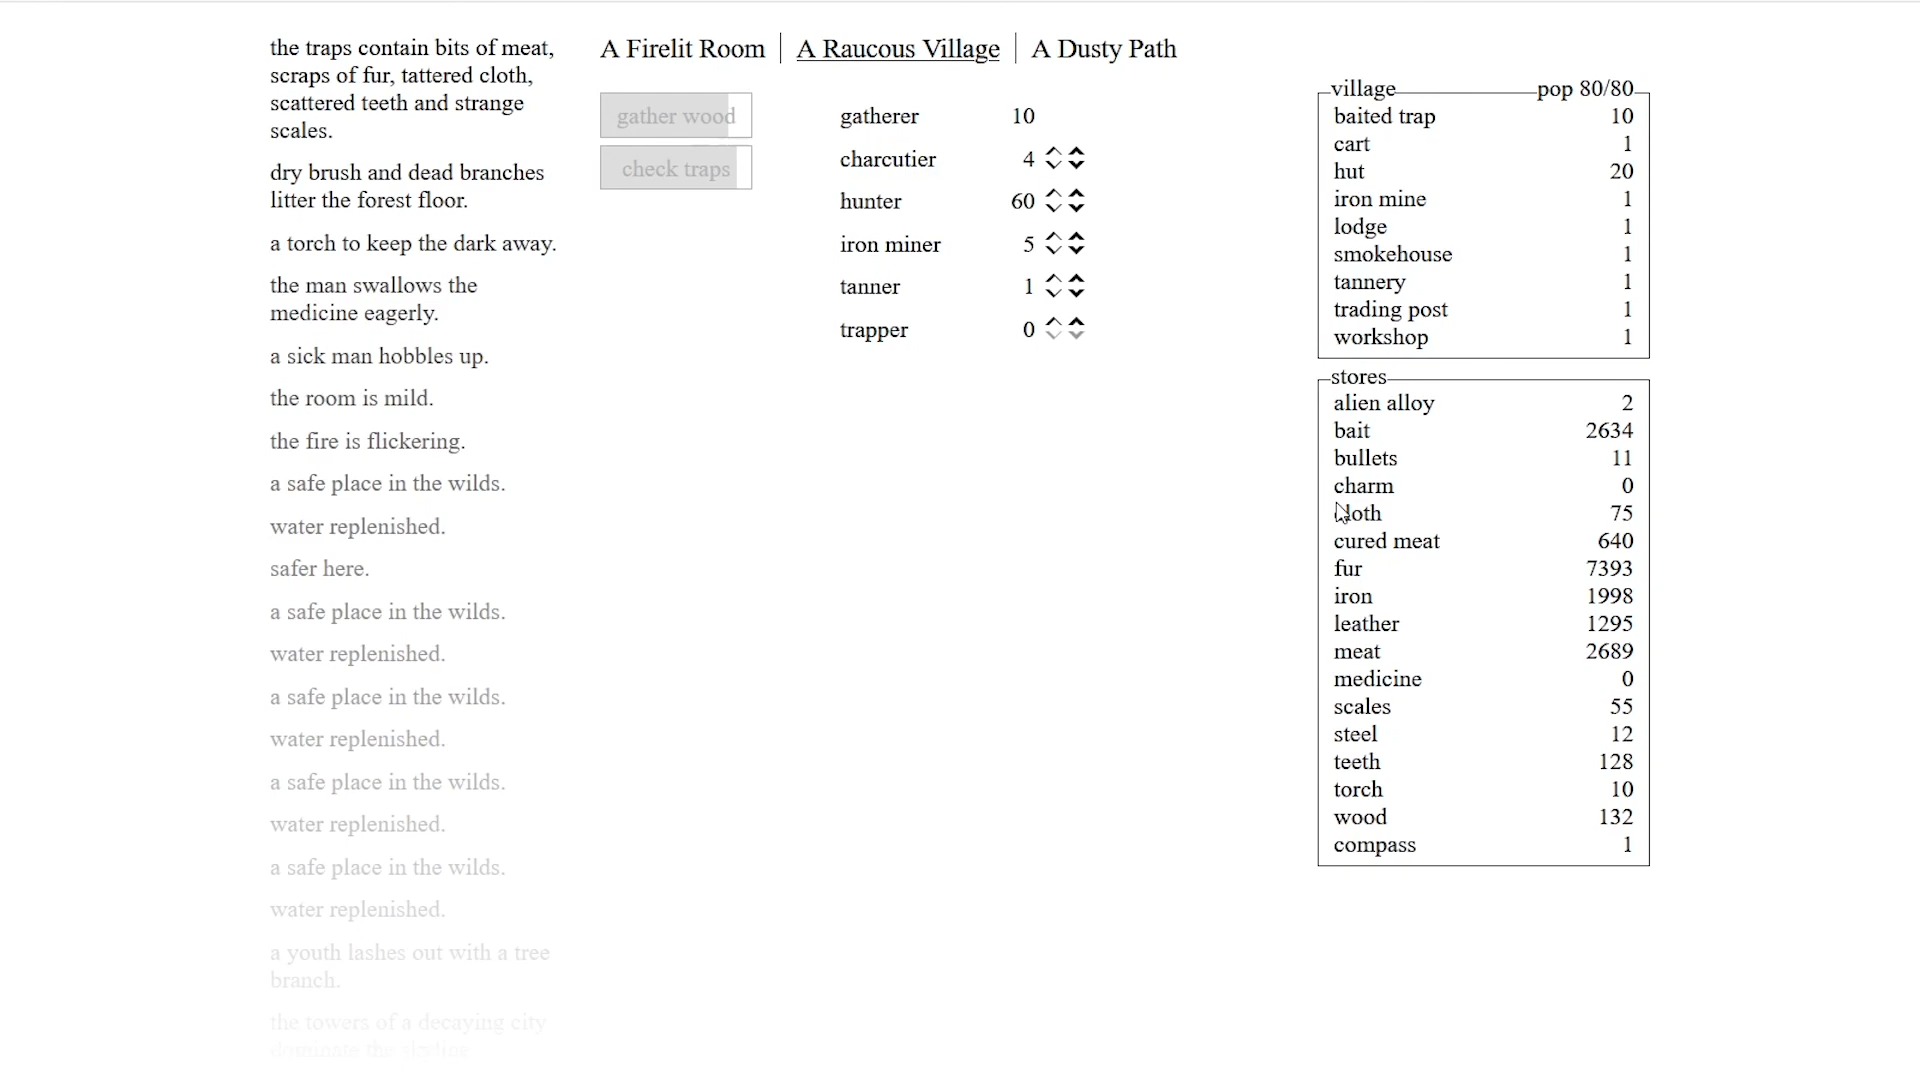 the traps contain bits of meat,
scraps of fur, tattered cloth,
scattered teeth and strange
scales.
dry brush and dead branches
litter the forest floor.
a torch to keep the dark away.
the man swallows the
medicine eagerly.
a sick man hobbles up.
the room is mild.
the fire is flickering.
a safe place in the wilds.
water replenished.
safer here.
a safe place in the wilds.
water replenished.
a safe place in the wilds.
water replenished.
a safe place in the wilds.
water replenished.
a safe place in the wilds.
water replenished.
a youth lashes out with a tree
branch.
the towers of a decaying city
dominate the skyline
A Firelit Room | A Raucous Village | A Dusty Path
gather wood
check traps
gatherer 10
charcutier 4
hunter 60
iron miner 5
tanner 1
trapper 0
village pop 80/80
baited trap 10
cart 1
hut 20
iron mine 1
lodge 1
smokehouse 1
tannery 1
trading post 1
workshop 1
stores
alien alloy 2
bait 2634
bullets 11
charm 0
cloth 75
cured meat 640
fur 7393
iron 1998
leather 1295
meat 2689
medicine 0
scales 55
steel 12
teeth 128
torch 10
wood 132
compass 1